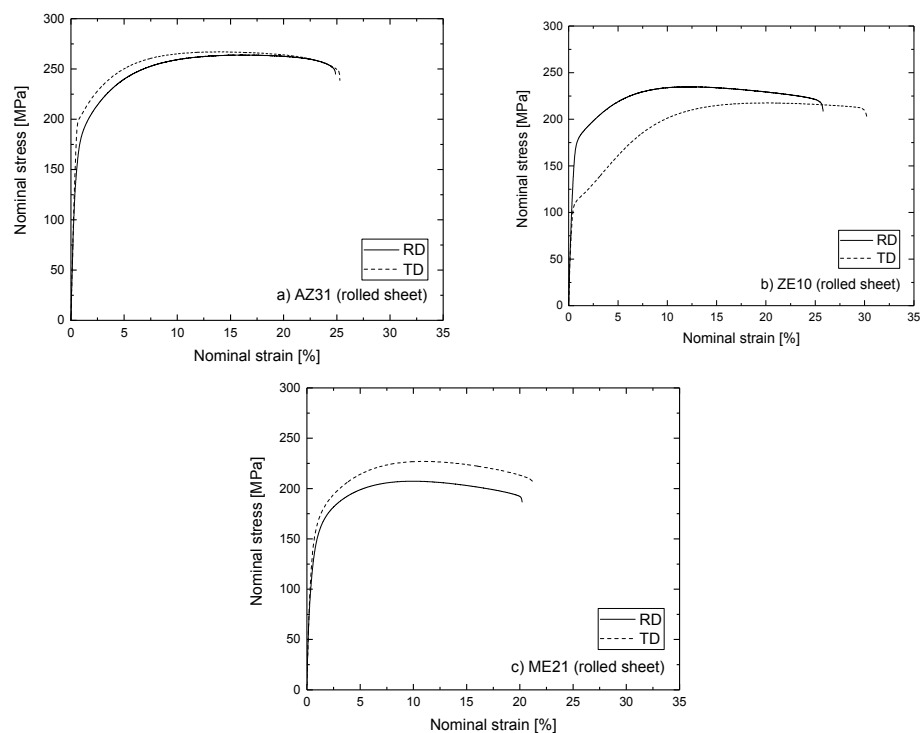 300
250
200
150
100
50
0
Nominal stress [MPa]
RD
TD
a) AZ31 (rolled sheet)
0 5 10 15 20 25 30 35
Nominal strain [%]
300
250
200
150
100
50
0
Nominal stress [MPa]
RD
TD
b) ZE10 (rolled sheet)
0 5 10 15 20 25 30 35
Nominal strain [%]
300
250
200
150
100
50
0
Nominal stress [MPa]
RD
TD
c) ME21 (rolled sheet)
0 5 10 15 20 25 30 35
Nominal strain [%]